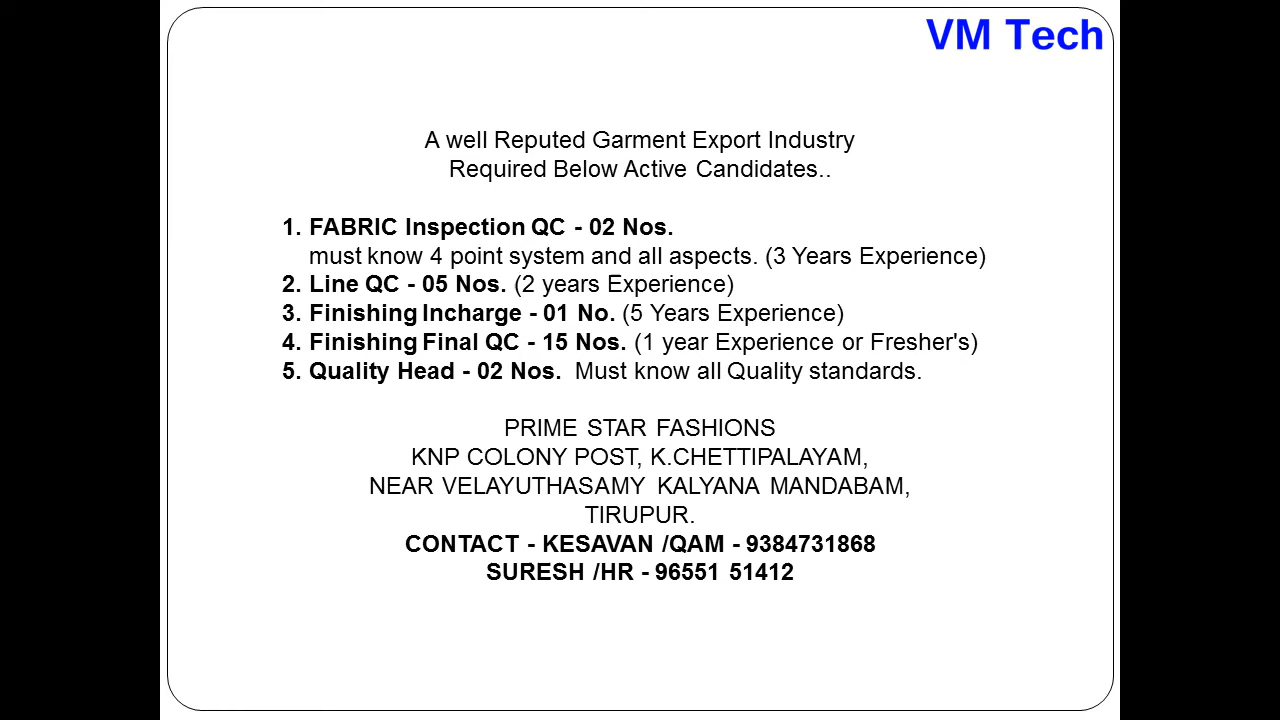 VM Tech
A well Reputed Garment Export Industry
Required Below Active Candidates..
1. FABRIC Inspection QC - 02 Nos.
must know 4 point system and all aspects. (3 Years Experience)
2. Line QC - 05 Nos. (2 years Experience)
3. Finishing Incharge - 01 No. (5 Years Experience)
4. Finishing Final QC - 15 Nos. (1 year Experience or Fresher's)
5. Quality Head - 02 Nos.  Must know all Quality standards.
PRIME STAR FASHIONS
KNP COLONY POST, K.CHETTIPALAYAM,
NEAR VELAYUTHASAMY KALYANA MANDABAM,
TIRUPUR.
CONTACT - KESAVAN /QAM - 9384731868
SURESH /HR - 96551 51412